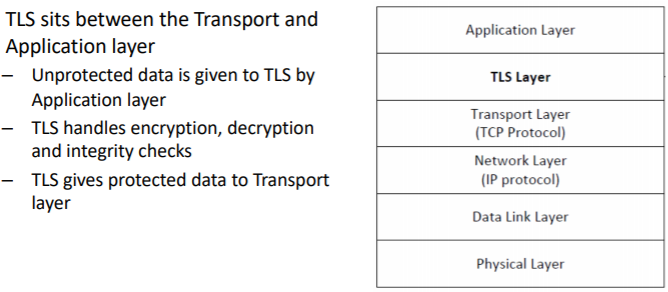 TLS sits between the Transport and
Application layer
– Unprotected data is given to TLS by
Application layer
– TLS handles encryption, decryption
and integrity checks
– TLS gives protected data to Transport
layer
Application Layer
TLS Layer
Transport Layer
(TCP Protocol)
Network Layer
(IP protocol)
Data Link Layer
Physical Layer